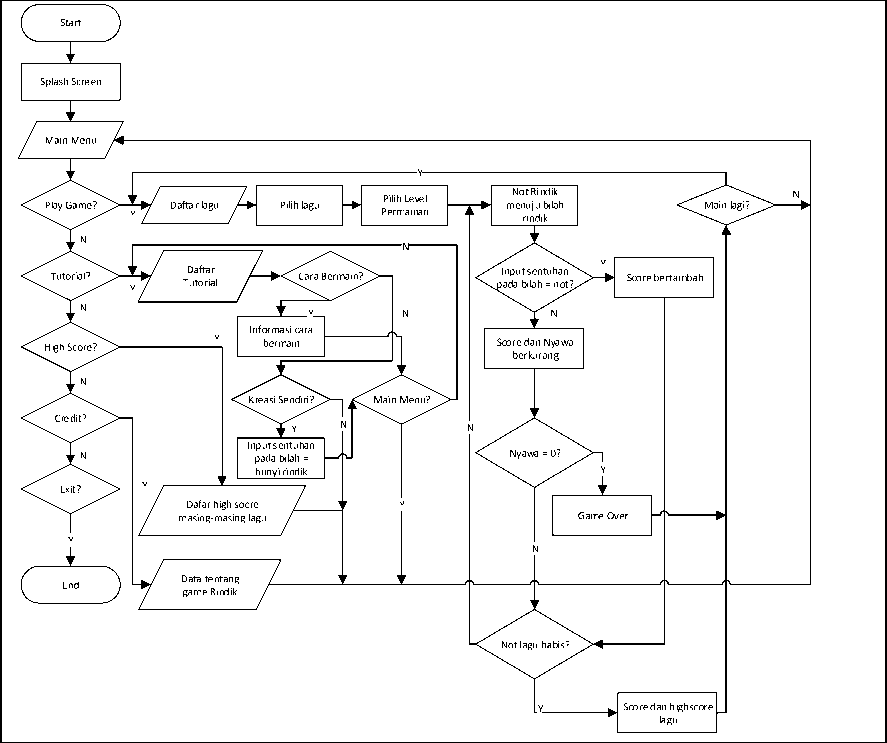 Start
Splash Screen
Main Menu
Y
Play Game?
Y
Daftar lagu
Pilih lagu
Pilih Level
Permainan
Not Rindik
menuju bilah
rindik
Main lagi?
N
N
N
Tutorial?
Y
Daftar
Tutorial
Cara Bermain?
Input sentuhan
pada bilah = not?
Y
Score bertambah
N
Y
N
N
Informasi cara
bermain
Score dan Nyawa
berkurang
High Score?
Y
N
Kreasi Sendiri?
Main Menu?
Credit?
Y
N
N
Input sentuhan
pada bilah =
bunyi rindik
Nyawa = 0?
Y
N
Exit?
Y
Dafar high socre
masing-masing lagu
Y
Game Over
Y
N
End
Data tentang
game Rindik
Not lagu habis?
Y
Score dan highscore
lagu